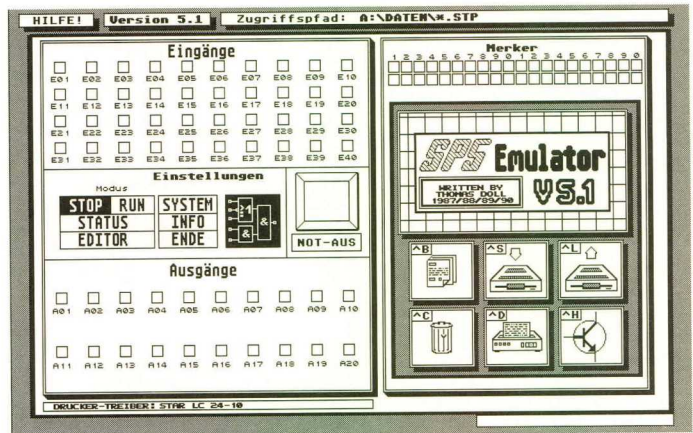 HILFE! Version 5.1 Zugriffspfad: A:\DATEN\*.STP
Eingänge
E01 E02 E03 E04 E05 E06 E07 E08 E09 E10
E11 E12 E13 E14 E15 E16 E17 E18 E19 E20
E21 E22 E23 E24 E25 E26 E27 E28 E29 E30
E31 E32 E33 E34 E35 E36 E37 E38 E39 E40
Einstellungen
Modus
STOP RUN SYSTEM
STATUS INFO
EDITOR ENDE
≥1
&
&
NOT-AUS
Ausgänge
A01 A02 A03 A04 A05 A06 A07 A08 A09 A10
A11 A12 A13 A14 A15 A16 A17 A18 A19 A20
DRUCKER-TREIBER: STAR LC 24-10
Merker
1 2 3 4 5 6 7 8 9 0 1 2 3 4 5 6 7 8 9 0
SPS Emulator
WRITTEN BY
THOMAS DOLL
1987/88/89/90
V5.1
^B ^S ^L
^C ^D ^H